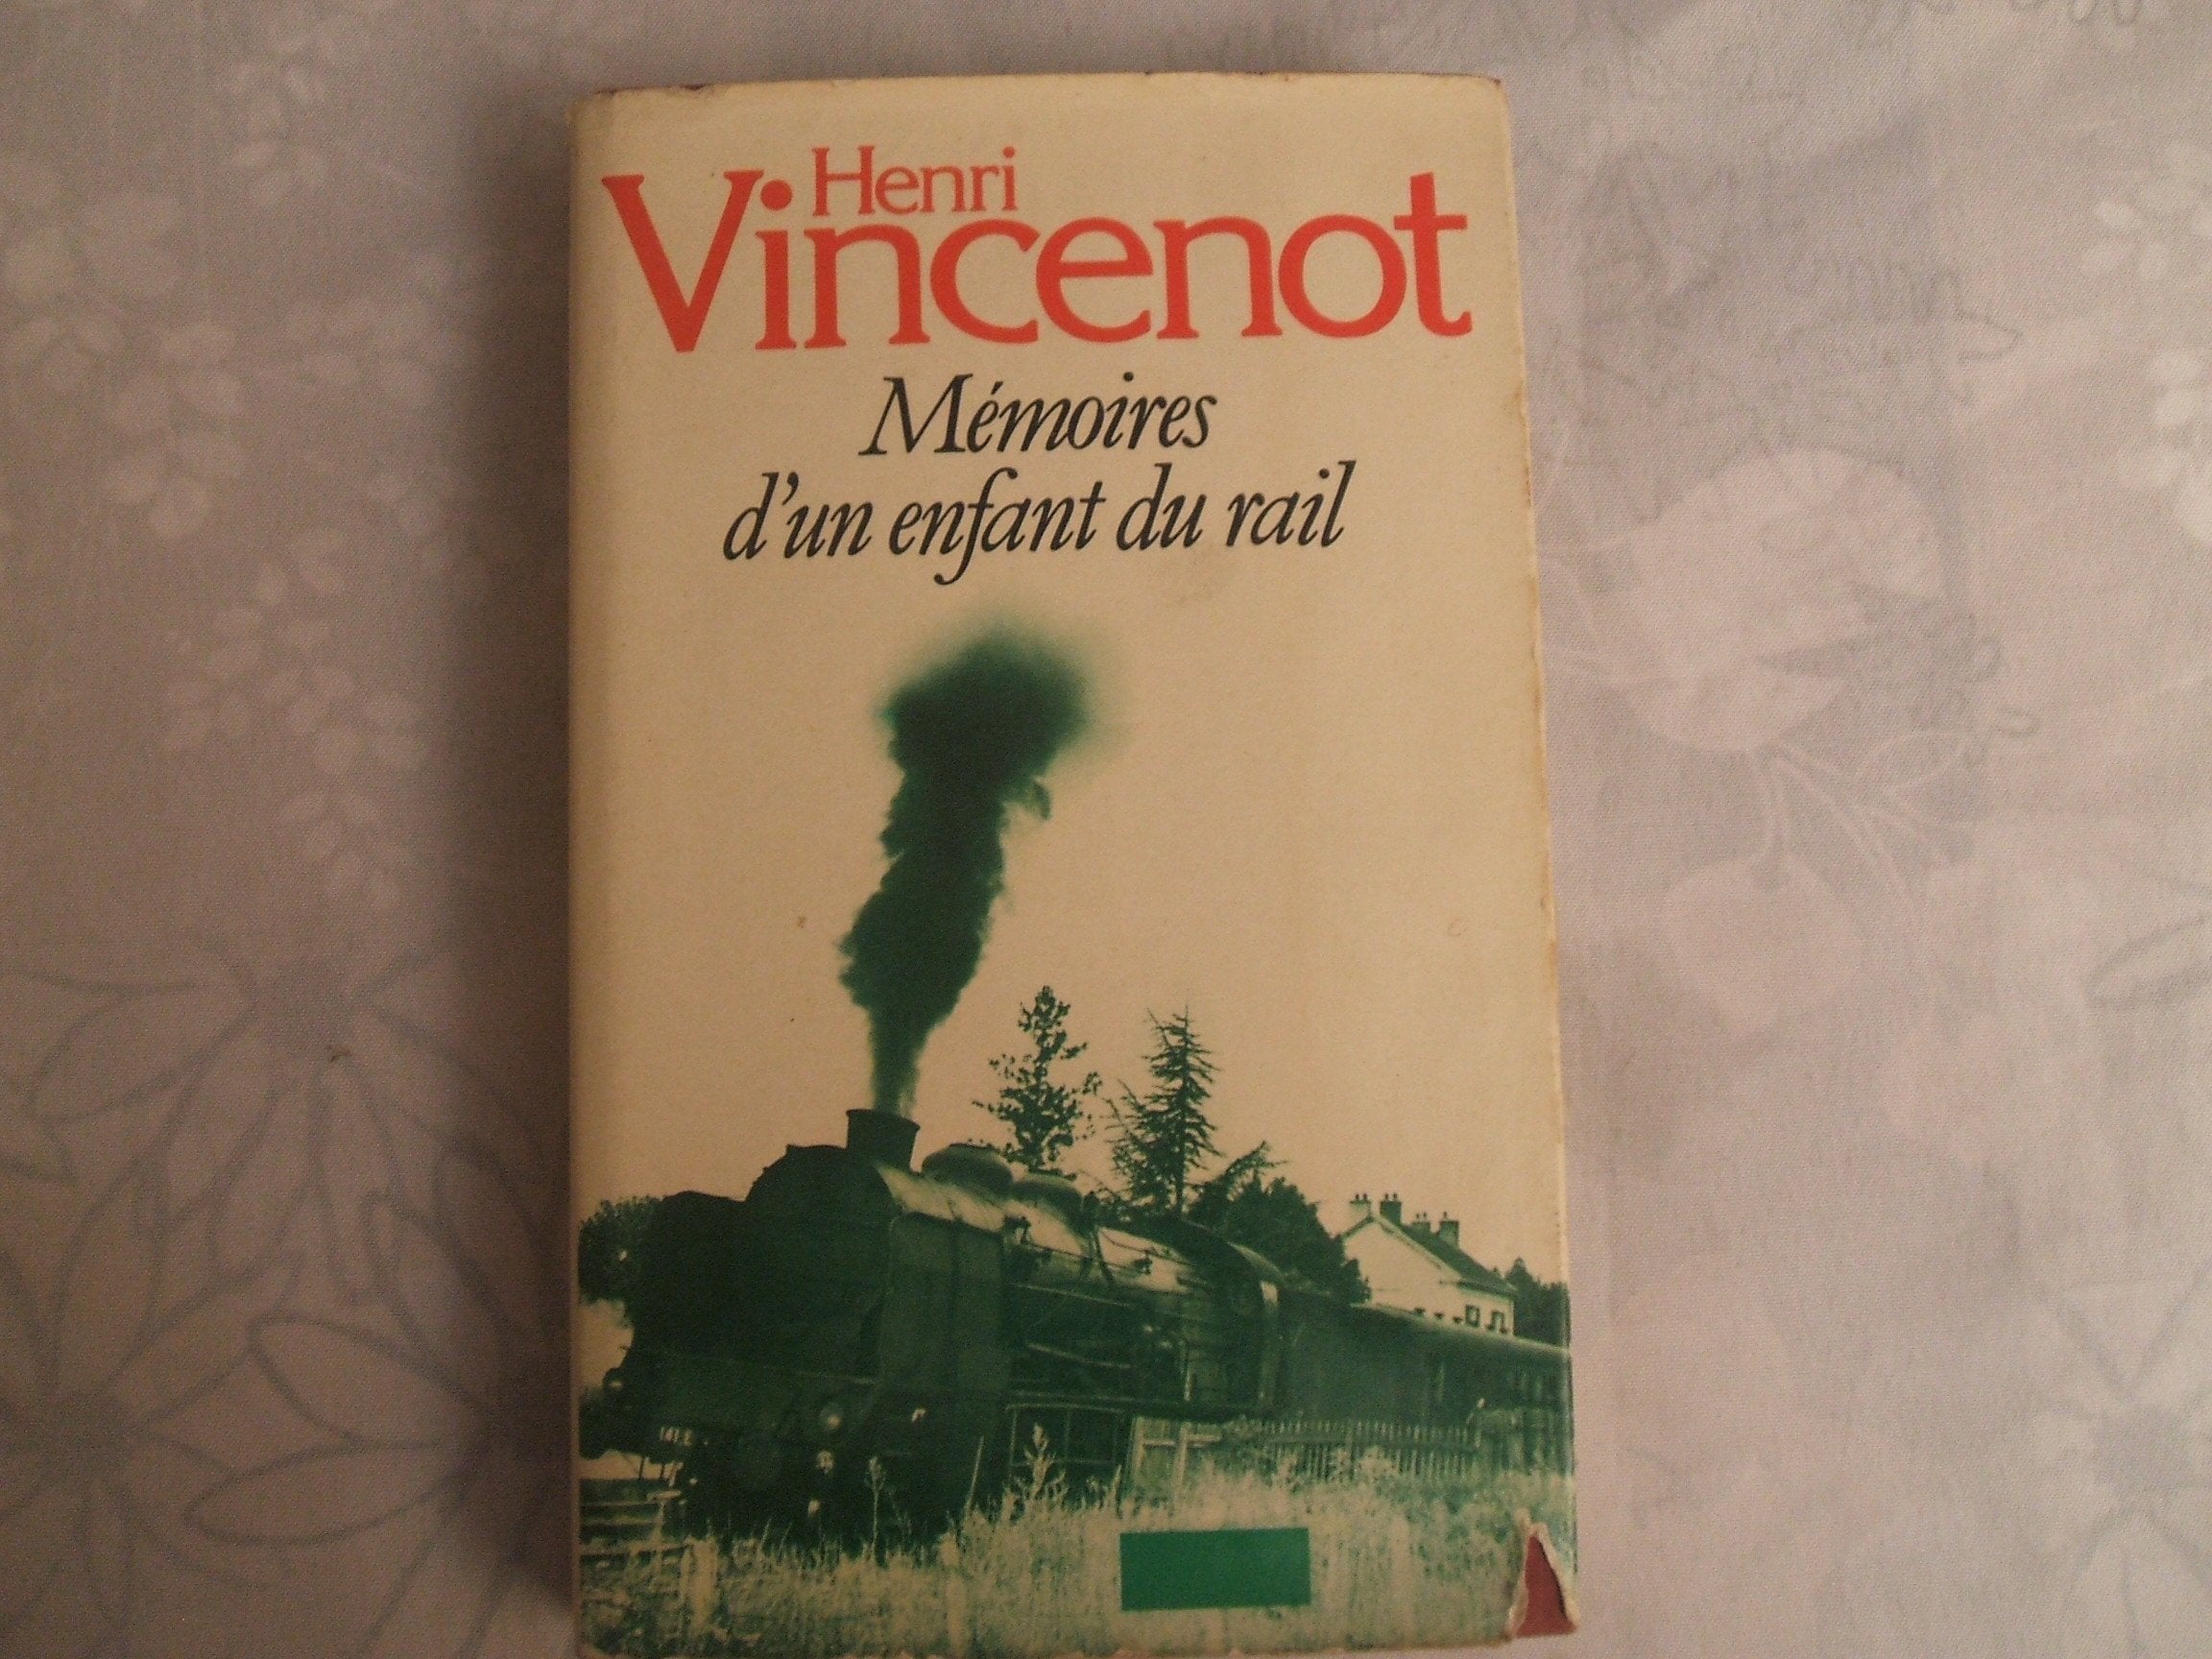 Henri
Vincenot
Mémoires
d'un enfant du rail